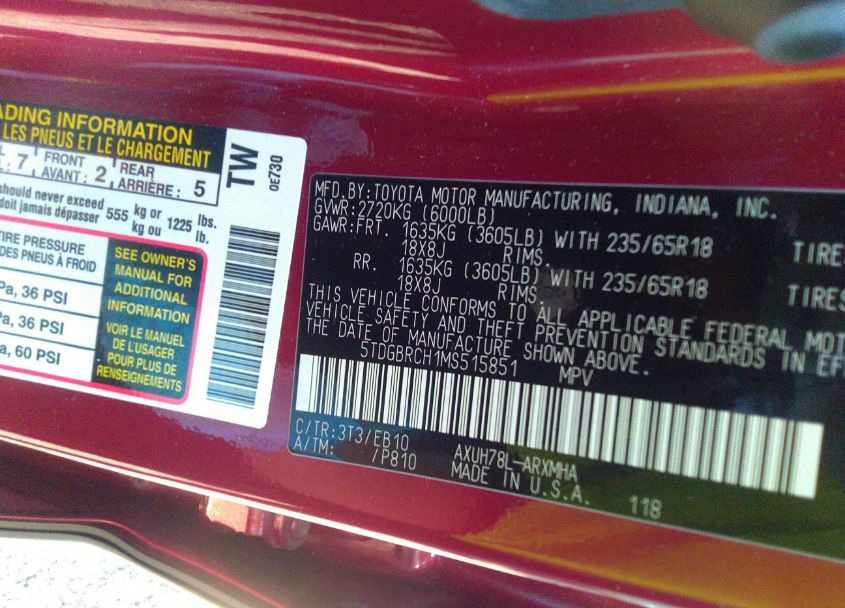 ADING INFORMATION
LES PNEUS ET LE CHARGEMENT
7 FRONT AVANT : 2 REAR ARRIÈRE : 5
should never exceed 555 kg or 1225 lbs.
doit jamais dépasser kg ou lb.
TIRE PRESSURE
DES PNEUS À FROID
Pa, 36 PSI
Pa, 36 PSI
Pa, 60 PSI
SEE OWNER'S
MANUAL FOR
ADDITIONAL
INFORMATION
VOIR LE MANUEL
DE L'USAGER
POUR PLUS DE
RENSEIGNEMENTS
TW
0E730
MFD.BY:TOYOTA MOTOR MANUFACTURING, INDIANA, INC.
GVWR:2720KG (6000LB)
GAWR:FRT. 1635KG (3605LB) WITH 235/65R18 TIRES
18X8J RIMS.
RR. 1635KG (3605LB) WITH 235/65R18 TIRES
18X8J RIMS.
THIS VEHICLE CONFORMS TO ALL APPLICABLE FEDERAL MOT
VEHICLE SAFETY AND THEFT PREVENTION STANDARDS IN EF
THE DATE OF MANUFACTURE SHOWN ABOVE.
5TDGBRCH1MS515851 MPV
C/TR:3T3/EB10
A/TM: /P810
AXUH78L-ARXMHA
MADE IN U.S.A.
118